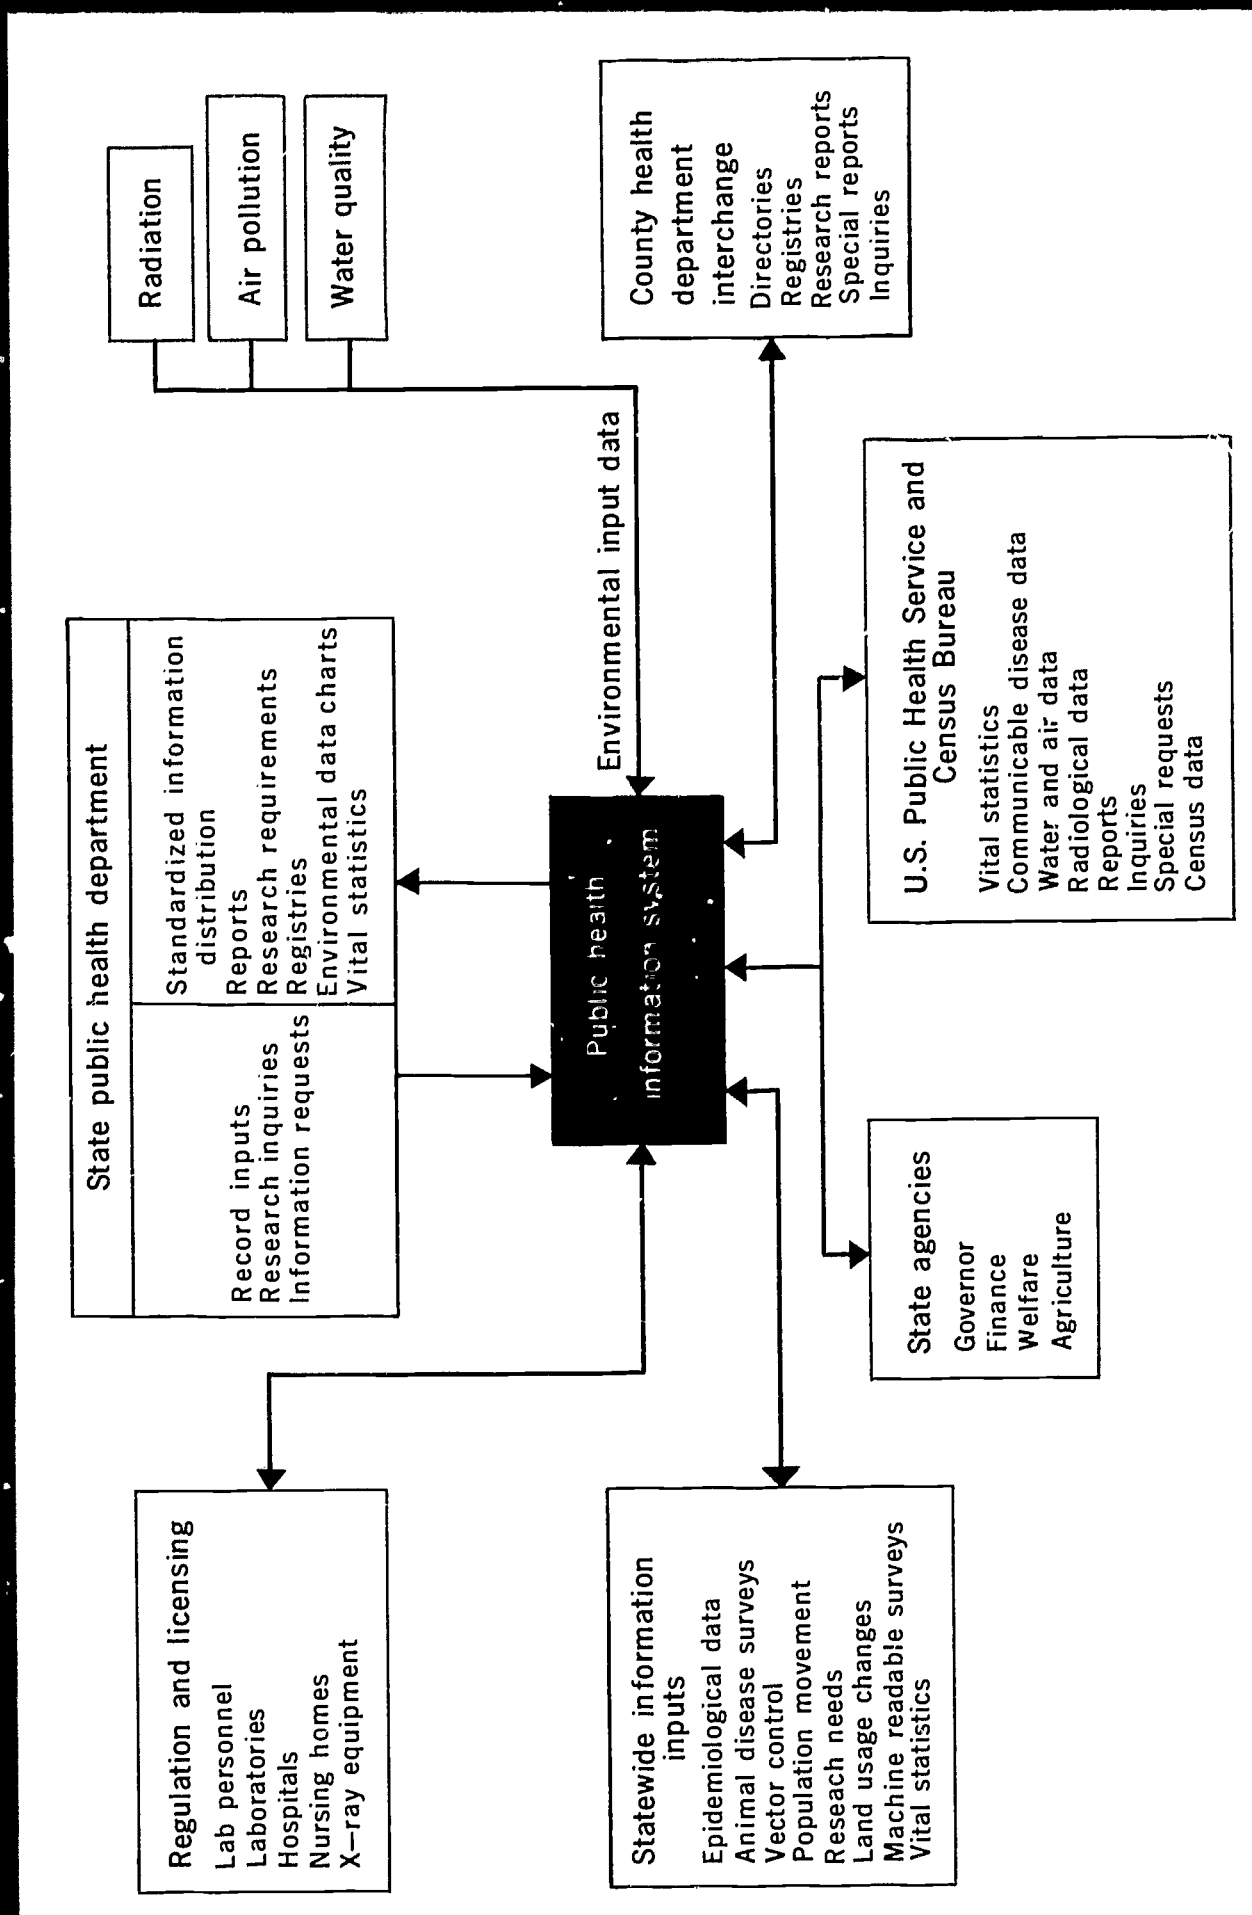 State public health department
Record inputs
Research inquiries
Information requests
Standardized information
distribution
Reports
Research requirements
Registries
Environmental data charts
Vital statistics
Radiation
Air pollution
Water quality
Regulation and licensing
Lab personnel
Laboratories
Hospitals
Nursing homes
X—ray equipment
Public health
information system
Environmental input data
County health
department
interchange
Directories
Registries
Research reports
Special reports
Inquiries
Statewide information
inputs
Epidemiological data
Animal disease surveys
Vector control
Population movement
Reseach needs
Land usage changes
Machine readable surveys
Vital statistics
State agencies
Governor
Finance
Welfare
Agriculture
U.S. Public Health Service and
Census Bureau
Vital statistics
Communicable disease data
Water and air data
Radiological data
Reports
Inquiries
Special requests
Census data